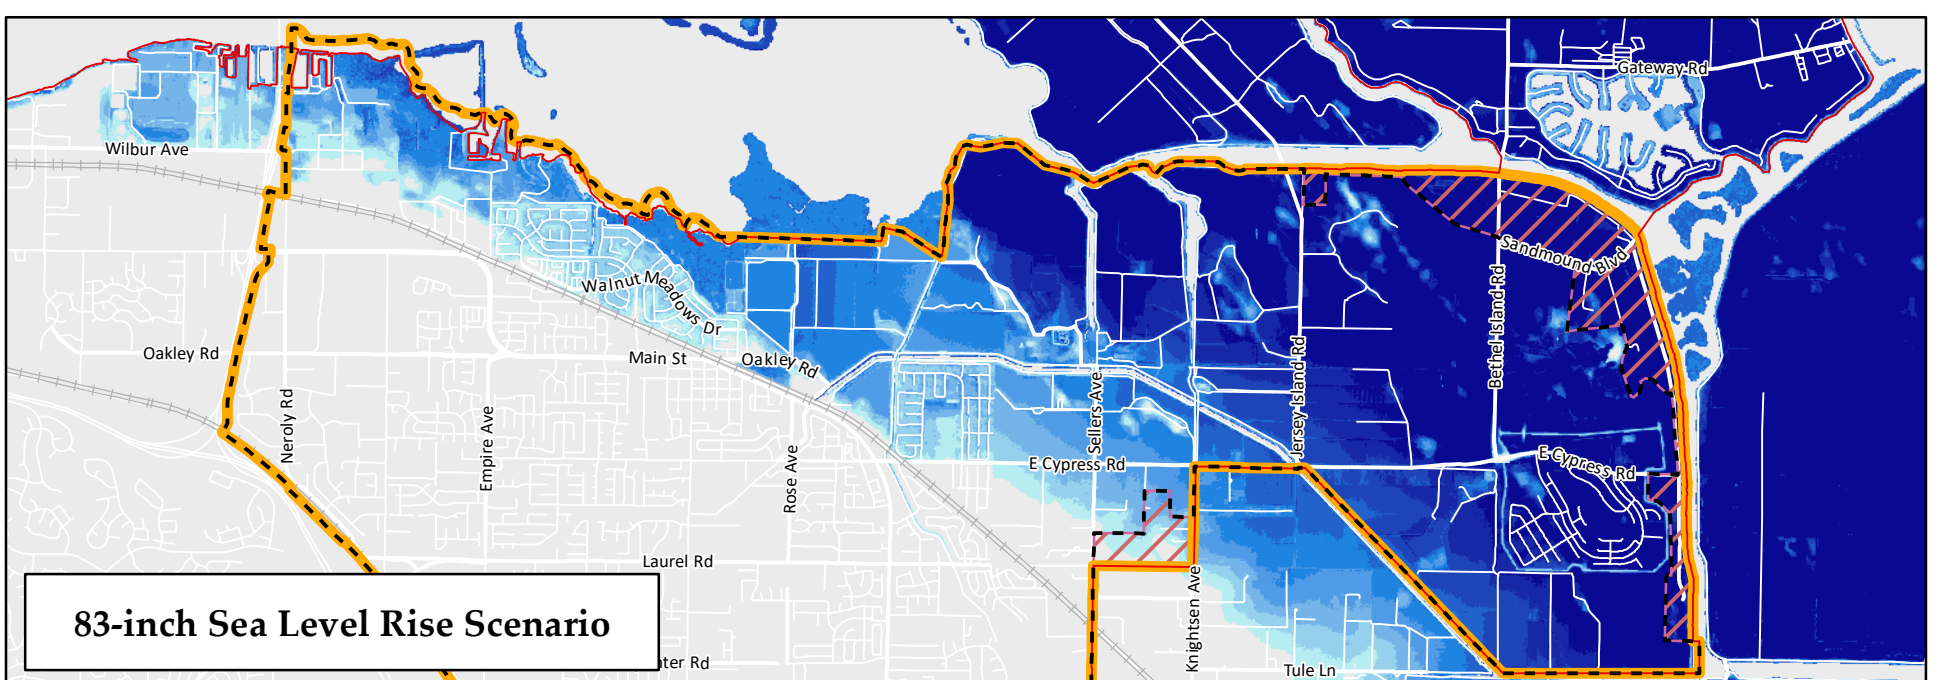 Gateway Rd
Wilbur Ave
Sandmound Blvd
Walnut Meadows Dr
Oakley Rd
Main St
Oakley Rd
Bethel Island Rd
Jersey Island Rd
Neroly Rd
Empire Ave
Rose Ave
Sellers Ave
E Cypress Rd
E Cypress Rd
Laurel Rd
Knightsen Ave
83-inch Sea Level Rise Scenario
nter Rd
Tule Ln